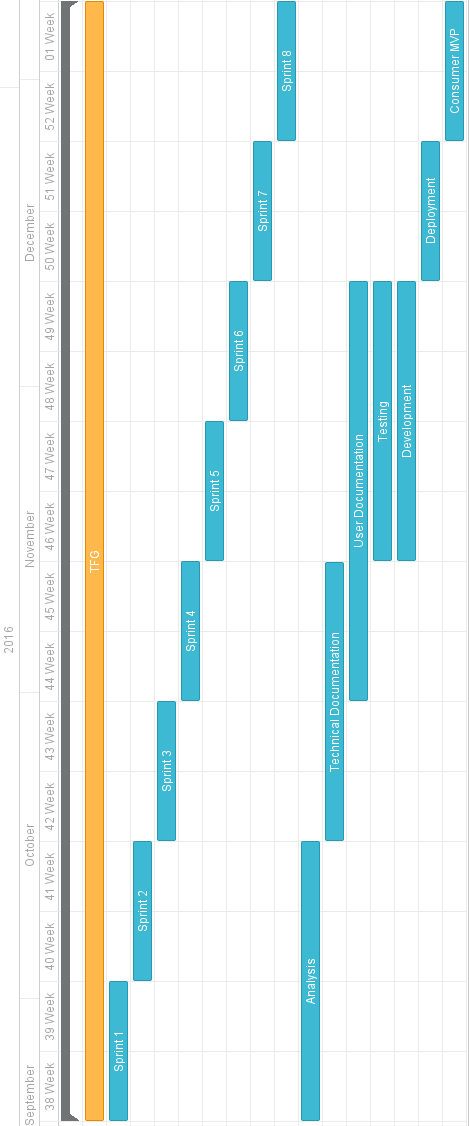 2016
September
October
November
December
38 Week
39 Week
40 Week
41 Week
42 Week
43 Week
44 Week
45 Week
46 Week
47 Week
48 Week
49 Week
50 Week
51 Week
52 Week
01 Week
TFG
Sprint 1
Sprint 2
Sprint 3
Sprint 4
Sprint 5
Sprint 6
Sprint 7
Sprint 8
Analysis
Technical Documentation
User Documentation
Testing
Development
Deployment
Consumer MVP